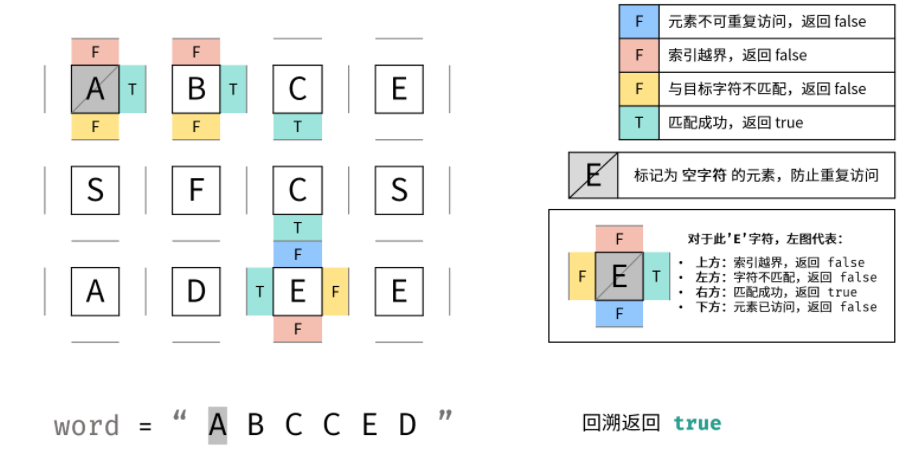 F F
A T B T C E
F F T
S F C S
T
F
A D T E F E
F
word = “ A B C C E D ”
F 元素不可重复访问，返回 false
F 索引越界，返回 false
F 与目标字符不匹配，返回 false
T 匹配成功，返回 true
E 标记为 空字符 的元素，防止重复访问
F
F E T
F
对于此’E’字符，左图代表：
• 上方：索引越界，返回 false
• 左方：字符不匹配，返回 false
• 右方：匹配成功，返回 true
• 下方：元素已访问，返回 false
回溯返回 true